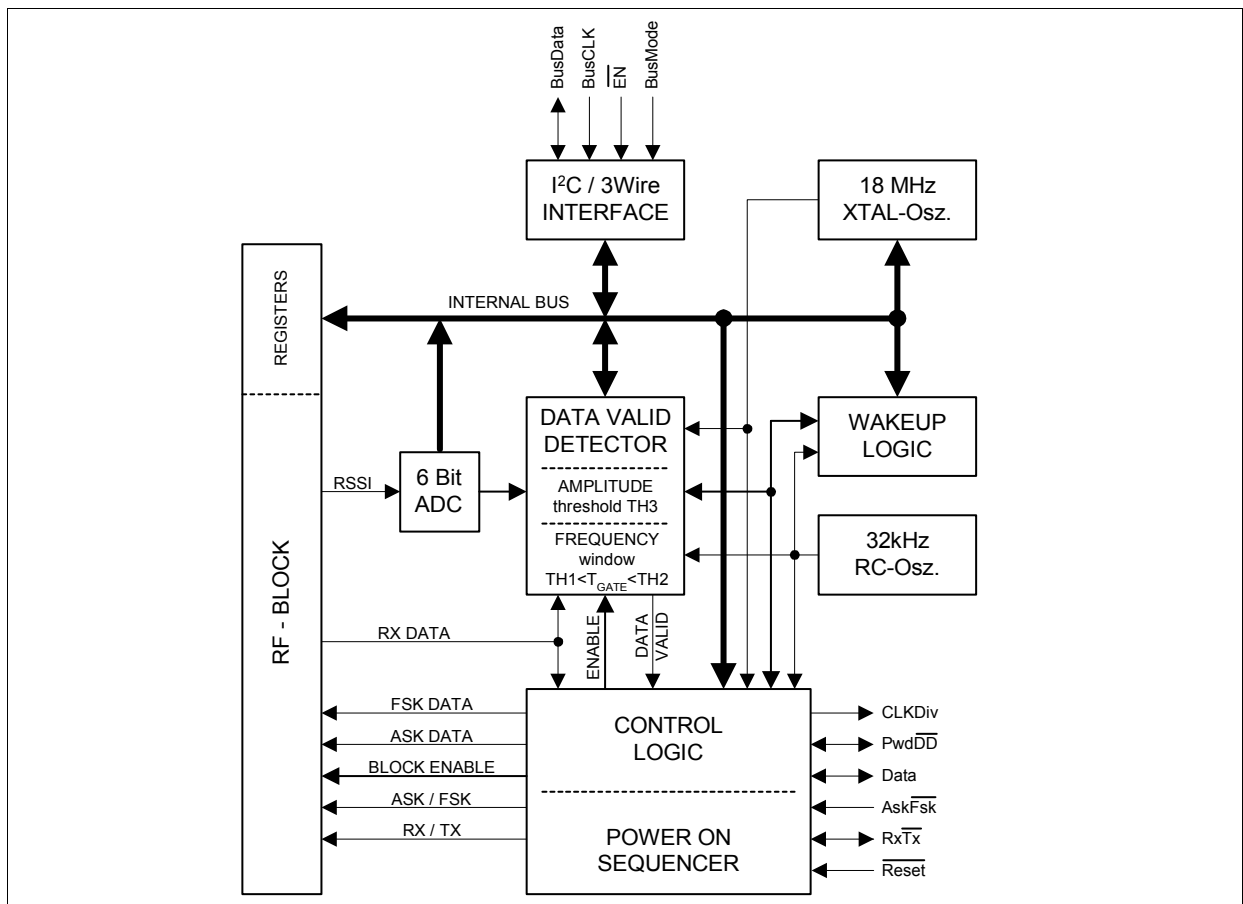 BusData
BusCLK
EN
BusMode
I²C / 3Wire
INTERFACE
18 MHz
XTAL-Osz.
REGISTERS
INTERNAL BUS
DATA VALID
DETECTOR
WAKEUP
LOGIC
RSSI
6 Bit
ADC
AMPLITUDE
threshold TH3
FREQUENCY
window
TH1<T_GATE<TH2
32kHz
RC-Osz.
RF - BLOCK
RX DATA
ENABLE
DATA
VALID
FSK DATA
ASK DATA
BLOCK ENABLE
ASK / FSK
RX / TX
CONTROL
LOGIC
POWER ON
SEQUENCER
CLKDiv
PwdDD
Data
AskFsk
RxTx
Reset